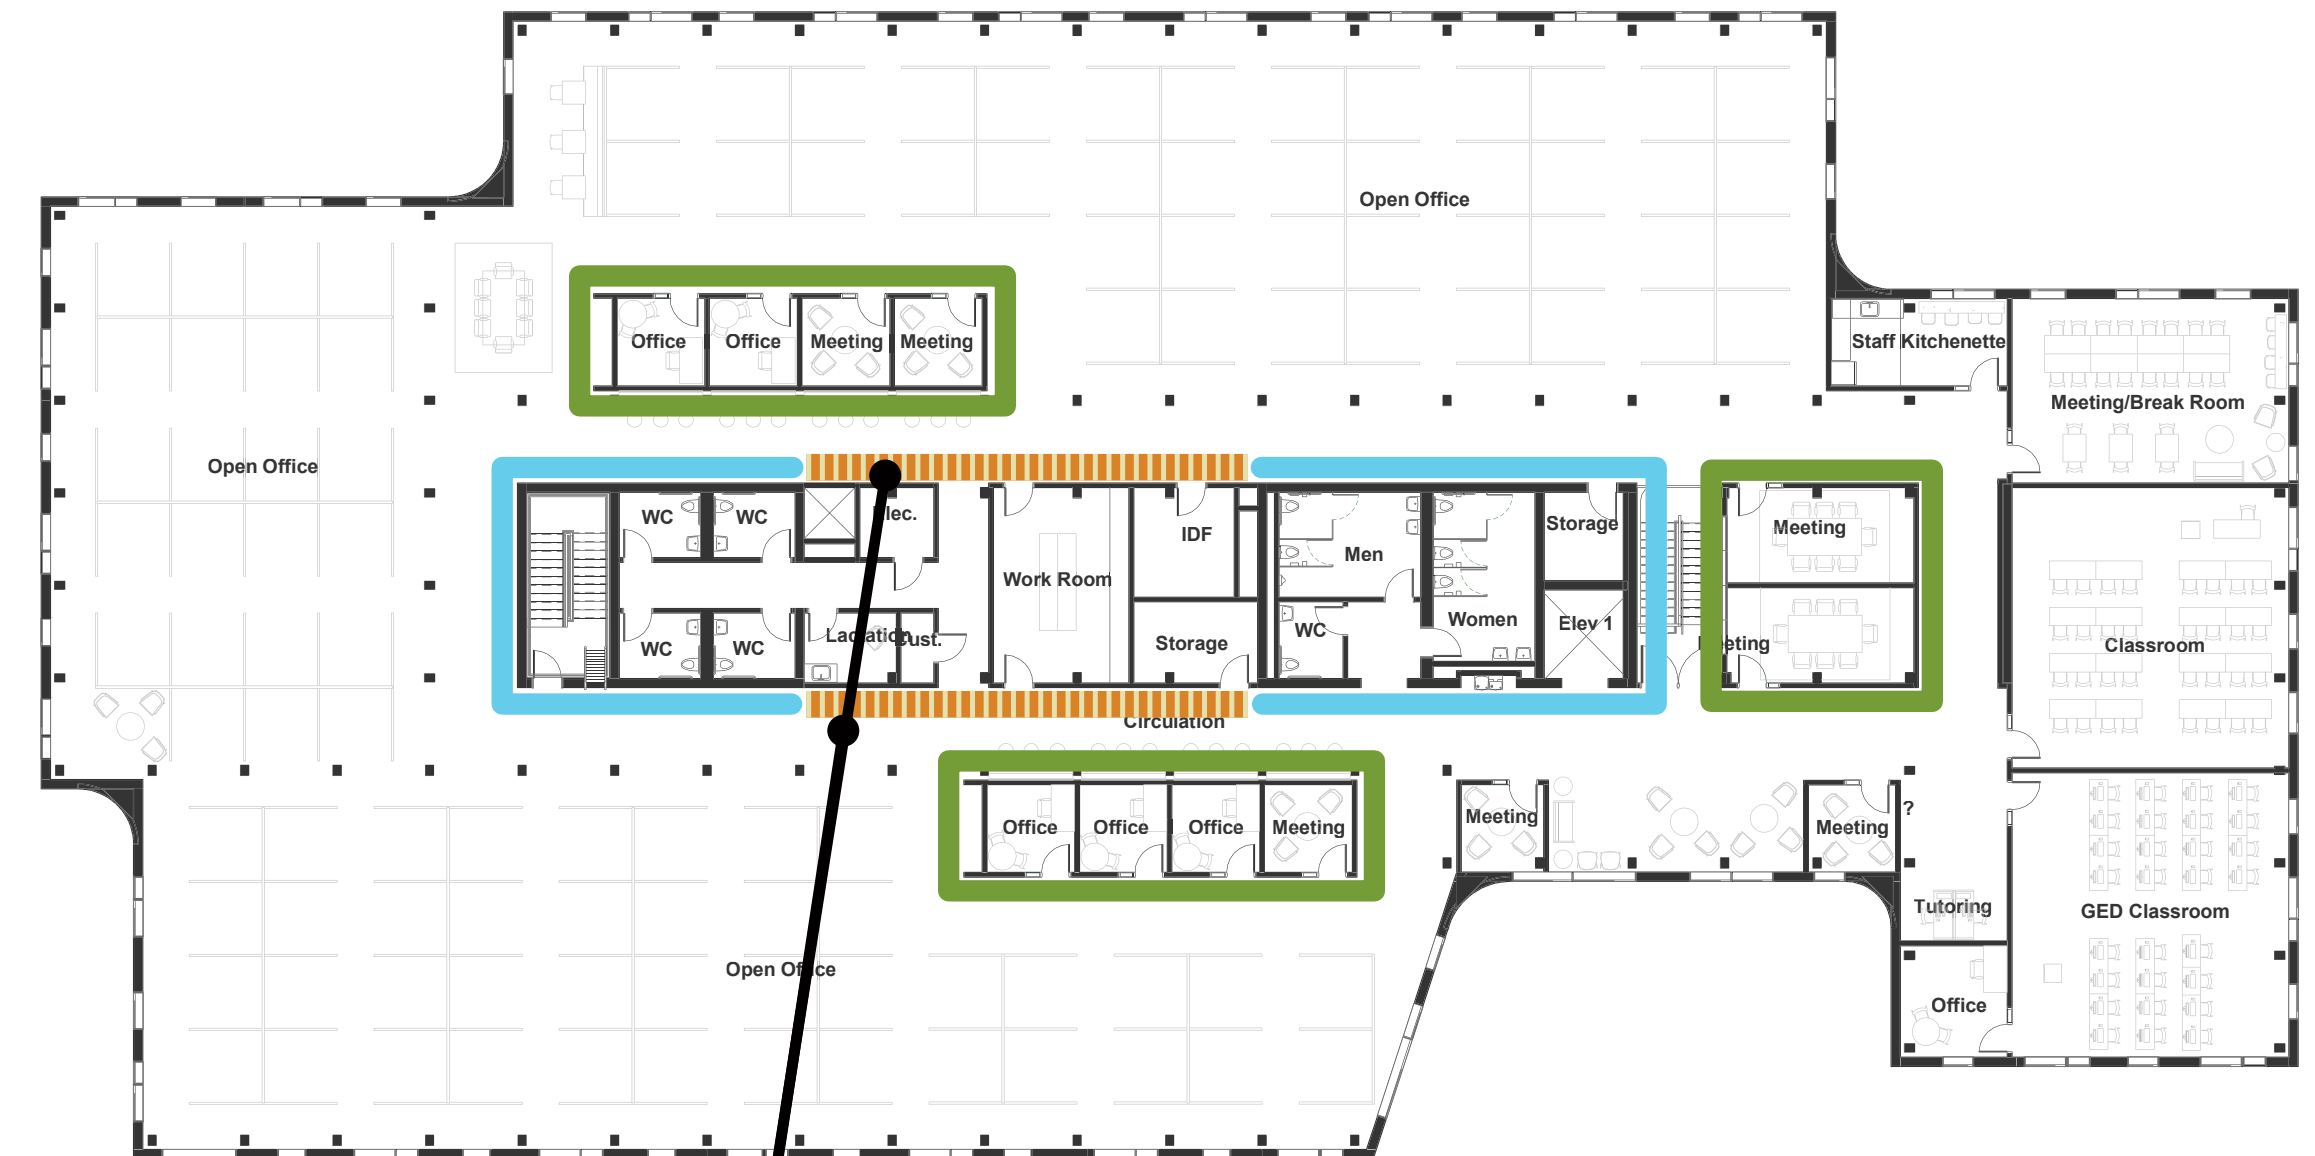 Open Office
Office
Office
Meeting
Meeting
Staff Kitchenette
Meeting/Break Room
Open Office
WC
WC
Elec.
Work Room
IDF
Men
Women
Storage
Elev 1
Meeting
WC
WC
Lactation
Cust.
Storage
WC
Meeting
Classroom
Circulation
Office
Office
Office
Meeting
Meeting
Meeting
?
Tutoring
GED Classroom
Open Office
Office